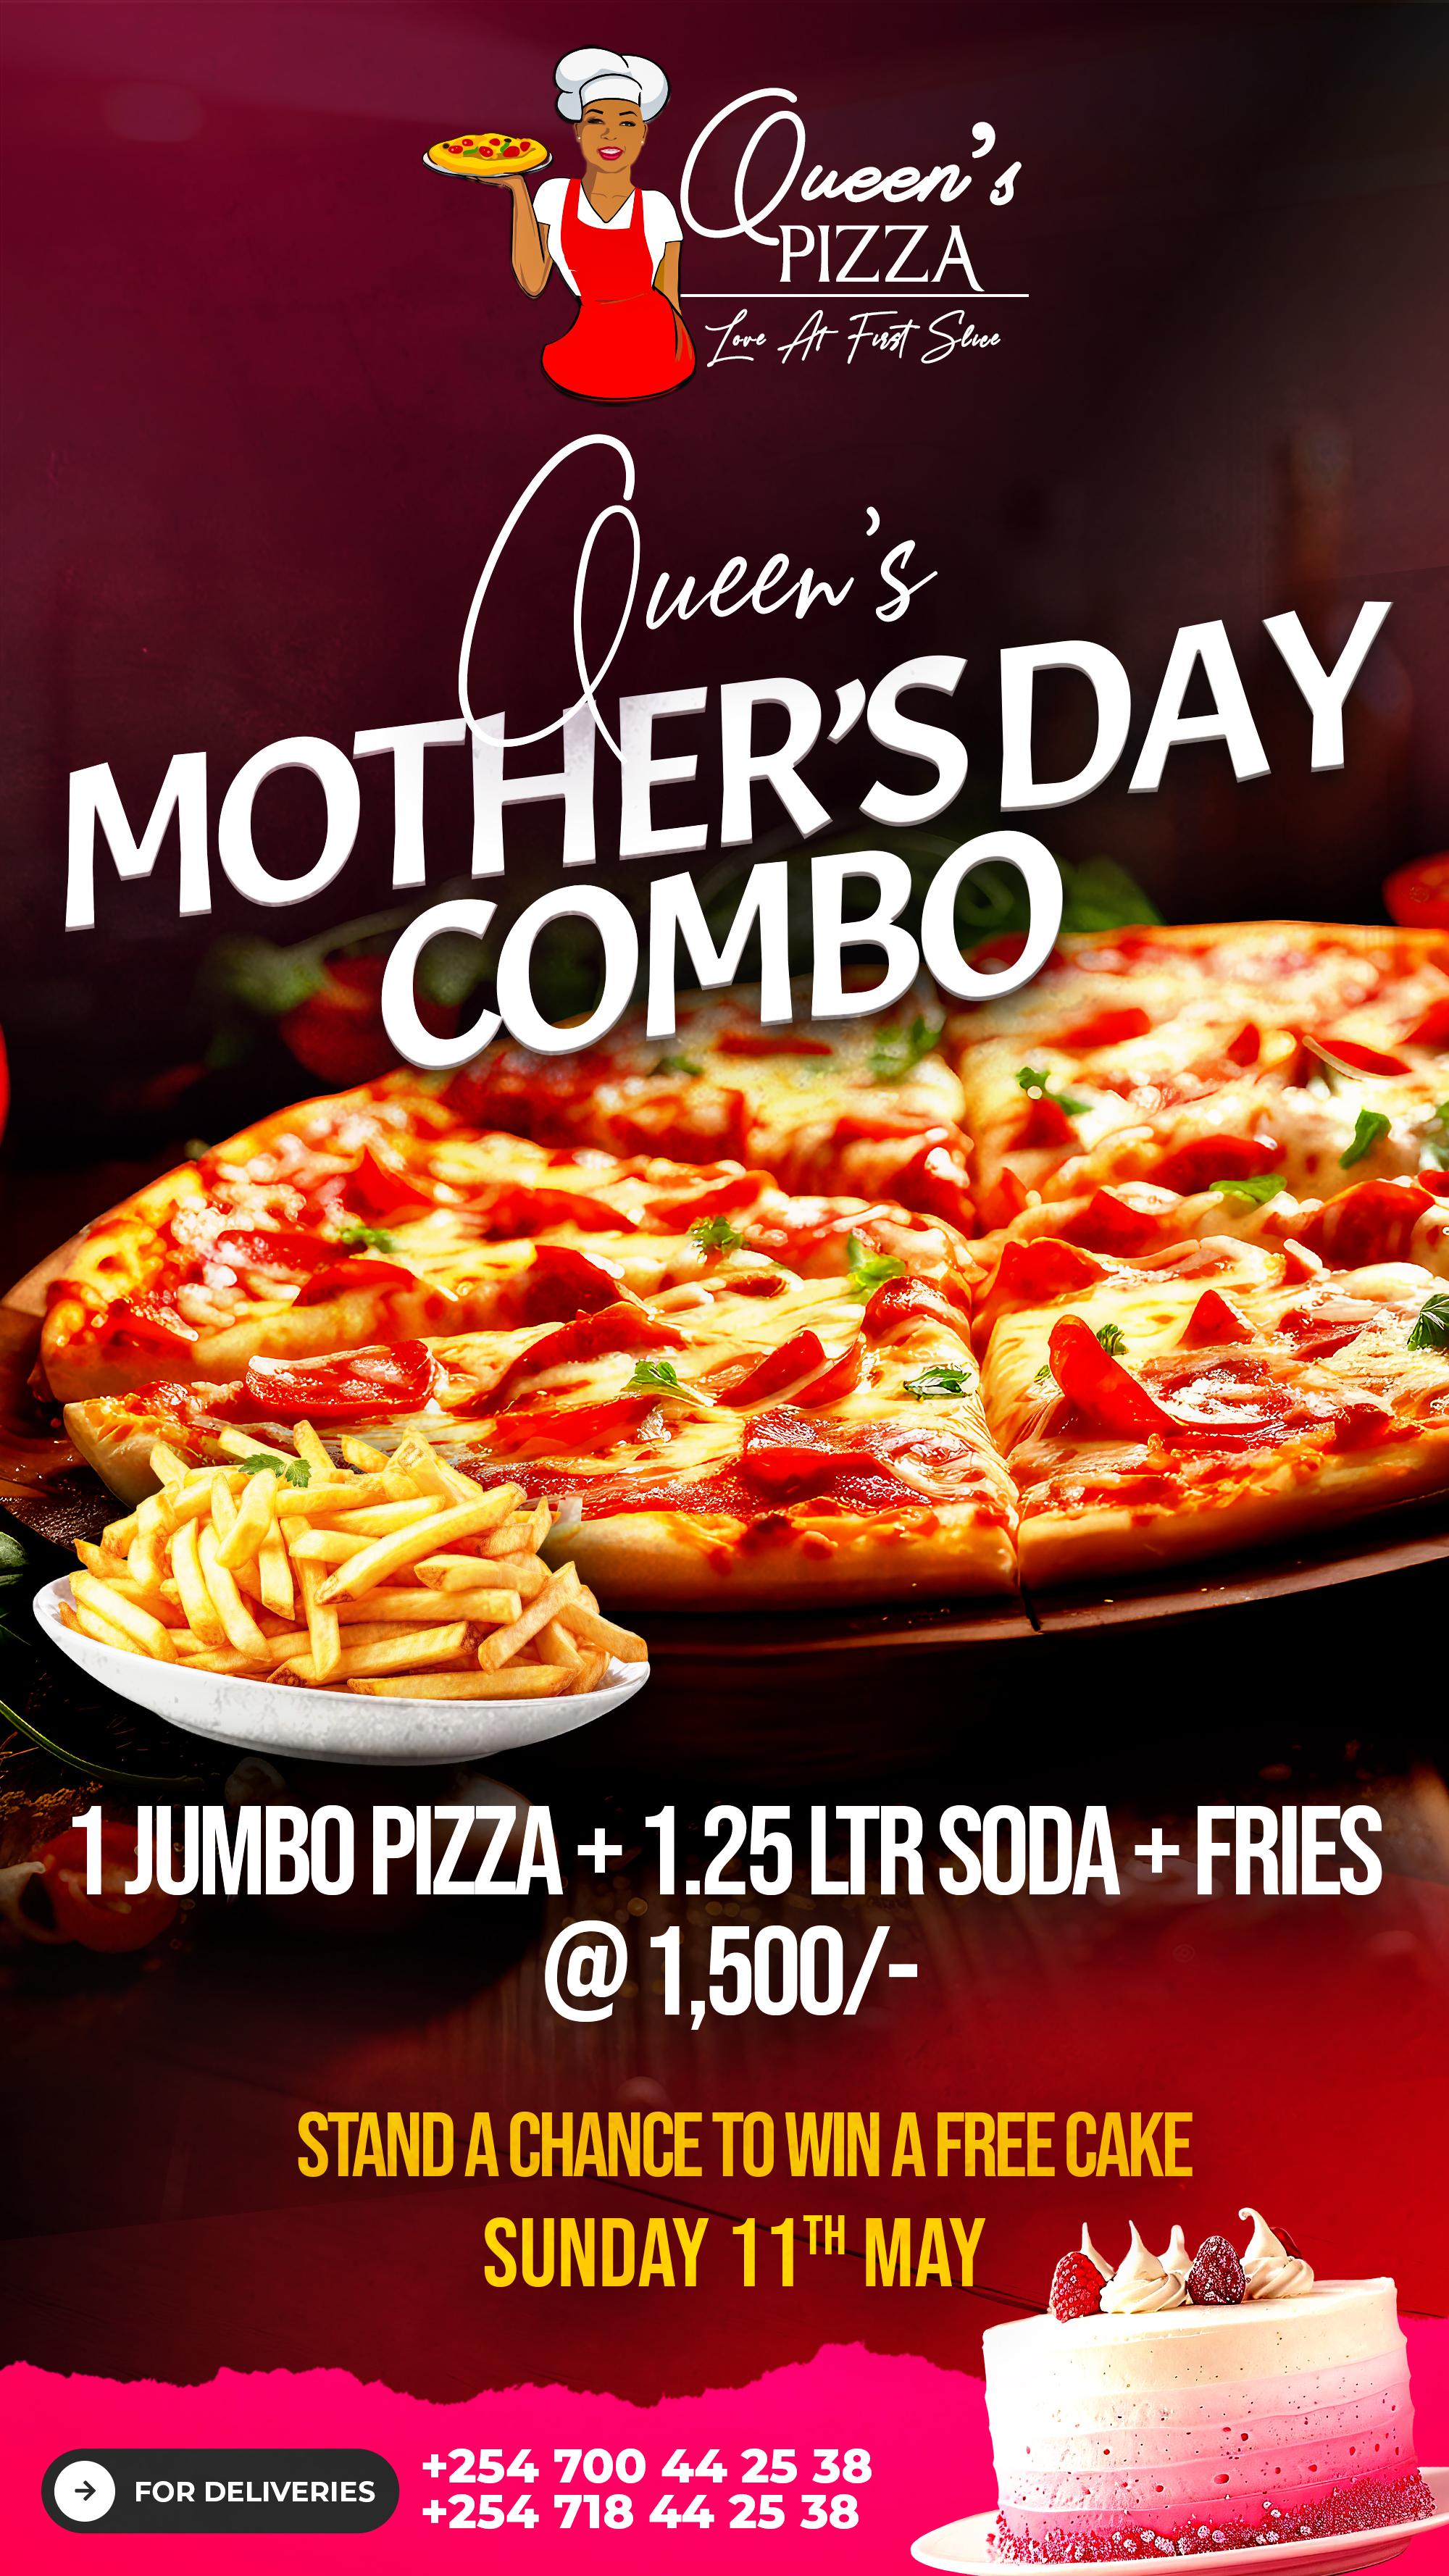 Queen's
PIZZA
Love At First Slice
Queen's
MOTHER'S DAY
COMBO
1 JUMBO PIZZA + 1.25 LTR SODA + FRIES
@ 1,500/-
STAND A CHANCE TO WIN A FREE CAKE
SUNDAY 11TH MAY
FOR DELIVERIES
+254 700 44 25 38
+254 718 44 25 38